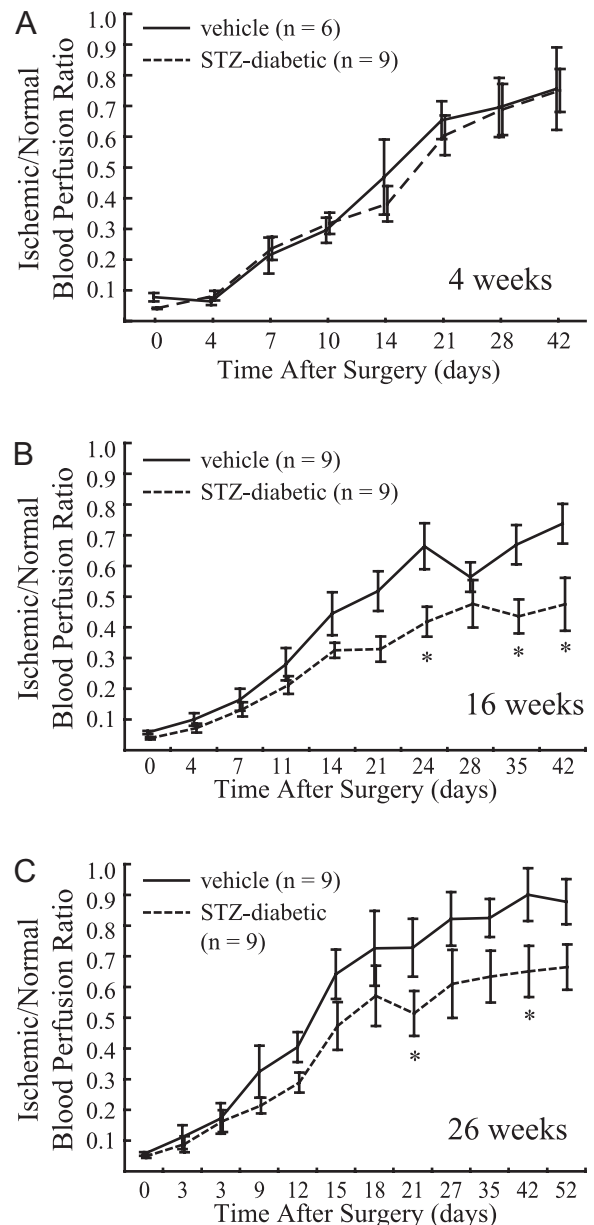 A
vehicle (n = 6)
STZ-diabetic (n = 9)
Ischemic/Normal
Blood Perfusion Ratio
1.0
0.9
0.8
0.7
0.6
0.5
0.4
0.3
0.2
0.1
4 weeks
0 4 7 10 14 21 28 42
Time After Surgery (days)
B
vehicle (n = 9)
STZ-diabetic (n = 9)
Ischemic/Normal
Blood Perfusion Ratio
1.0
0.9
0.8
0.7
0.6
0.5
0.4
0.3
0.2
0.1
* * *
16 weeks
0 4 7 11 14 21 24 28 35 42
Time After Surgery (days)
C
vehicle (n = 9)
STZ-diabetic
(n = 9)
Ischemic/Normal
Blood Perfusion Ratio
1.0
0.9
0.8
0.7
0.6
0.5
0.4
0.3
0.2
0.1
* *
26 weeks
0 3 3 9 12 15 18 21 27 35 42 52
Time After Surgery (days)